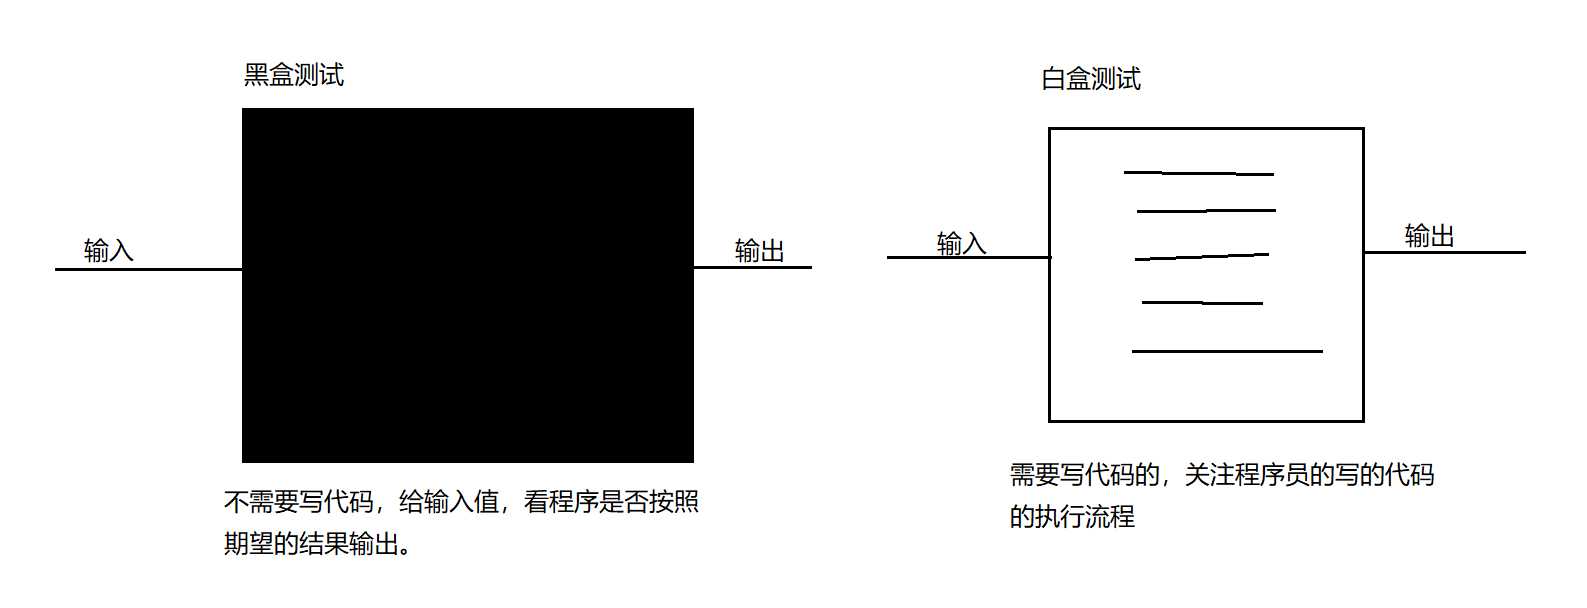 黑盒测试
输入
输出
不需要写代码，给输入值，看程序是否按照
期望的结果输出。
白盒测试
输入
输出
需要写代码的，关注程序员的写的代码
的执行流程